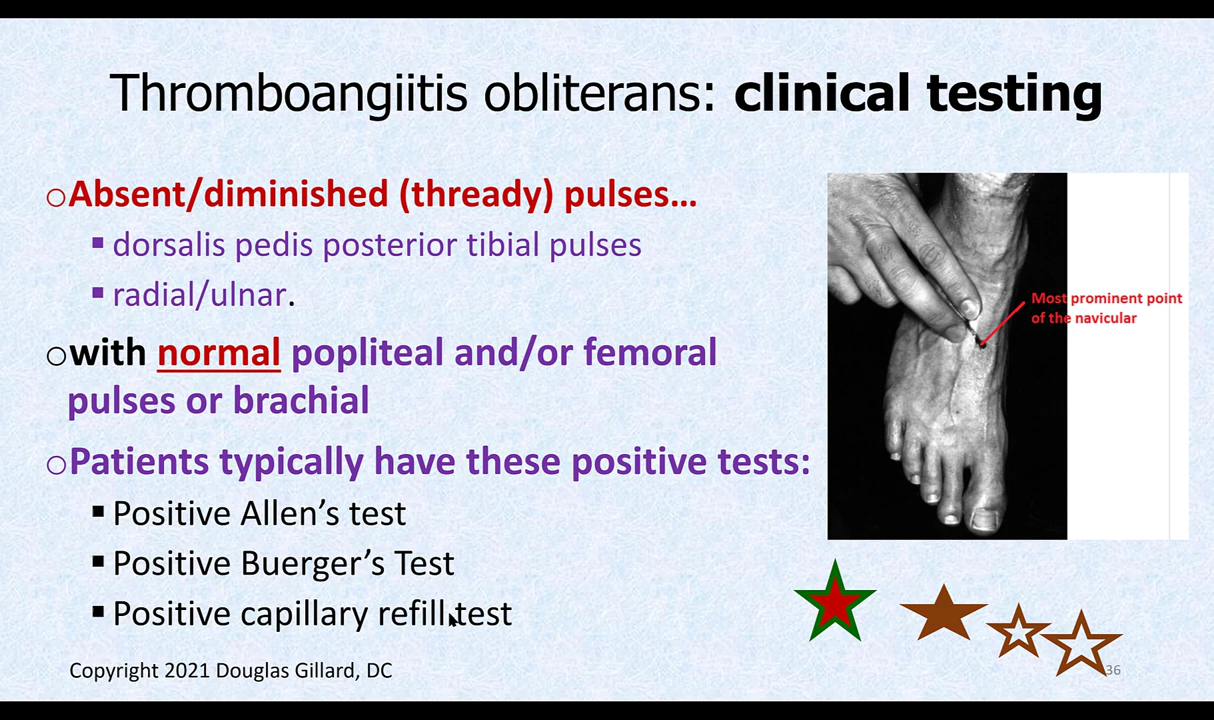 Thromboangiitis obliterans: clinical testing
Absent/diminished (thready) pulses…
dorsalis pedis posterior tibial pulses
radial/ulnar.
with normal popliteal and/or femoral
pulses or brachial
Patients typically have these positive tests:
Positive Allen’s test
Positive Buerger’s Test
Positive capillary refill test
Most prominent point
of the navicular
Copyright 2021 Douglas Gillard, DC
36